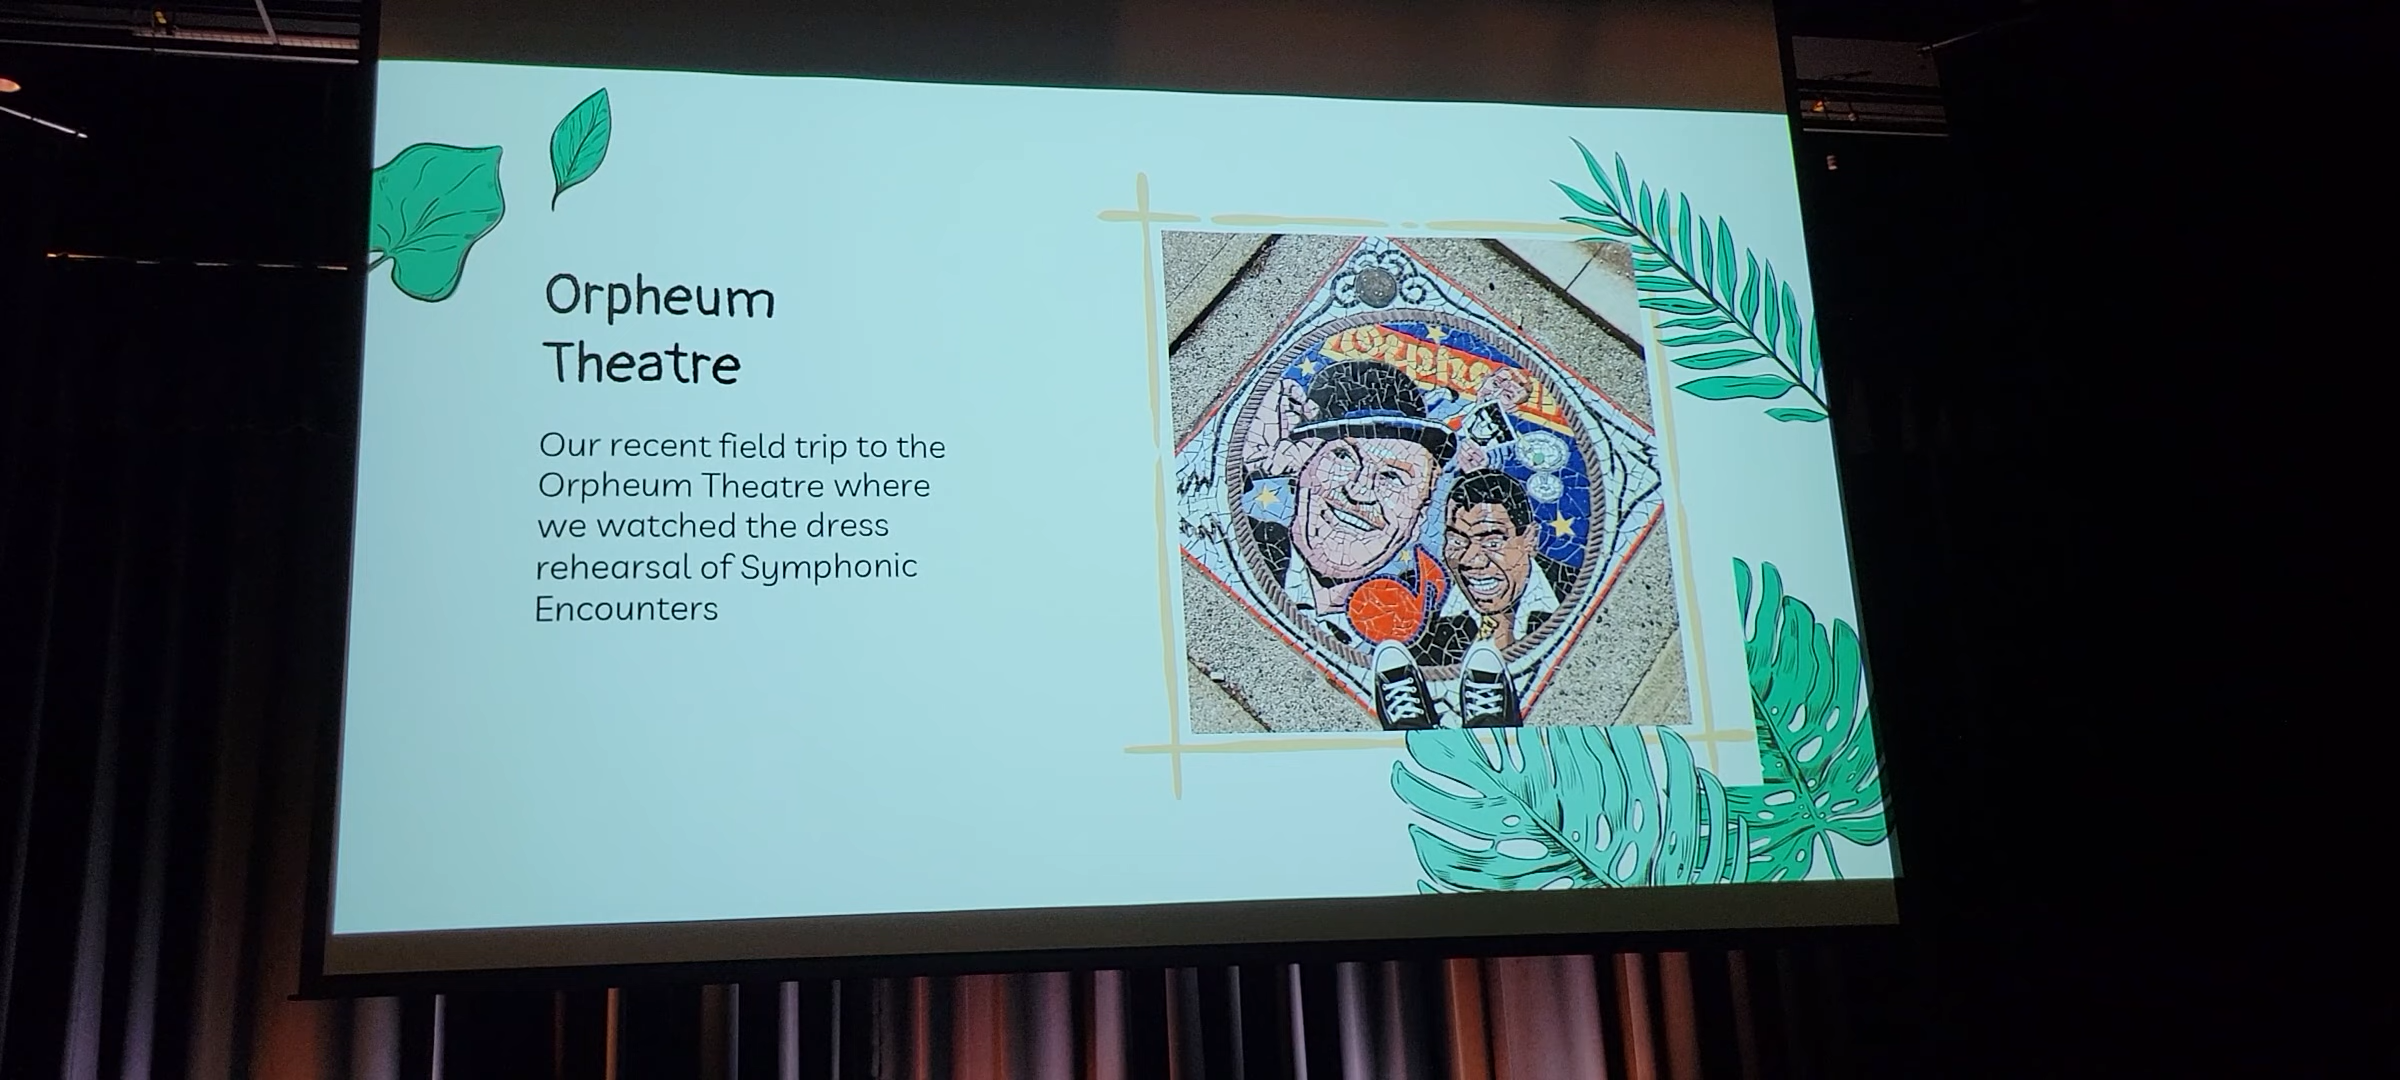 Orpheum
Theatre
Our recent field trip to the
Orpheum Theatre where
we watched the dress
rehearsal of Symphonic
Encounters
Orpheum